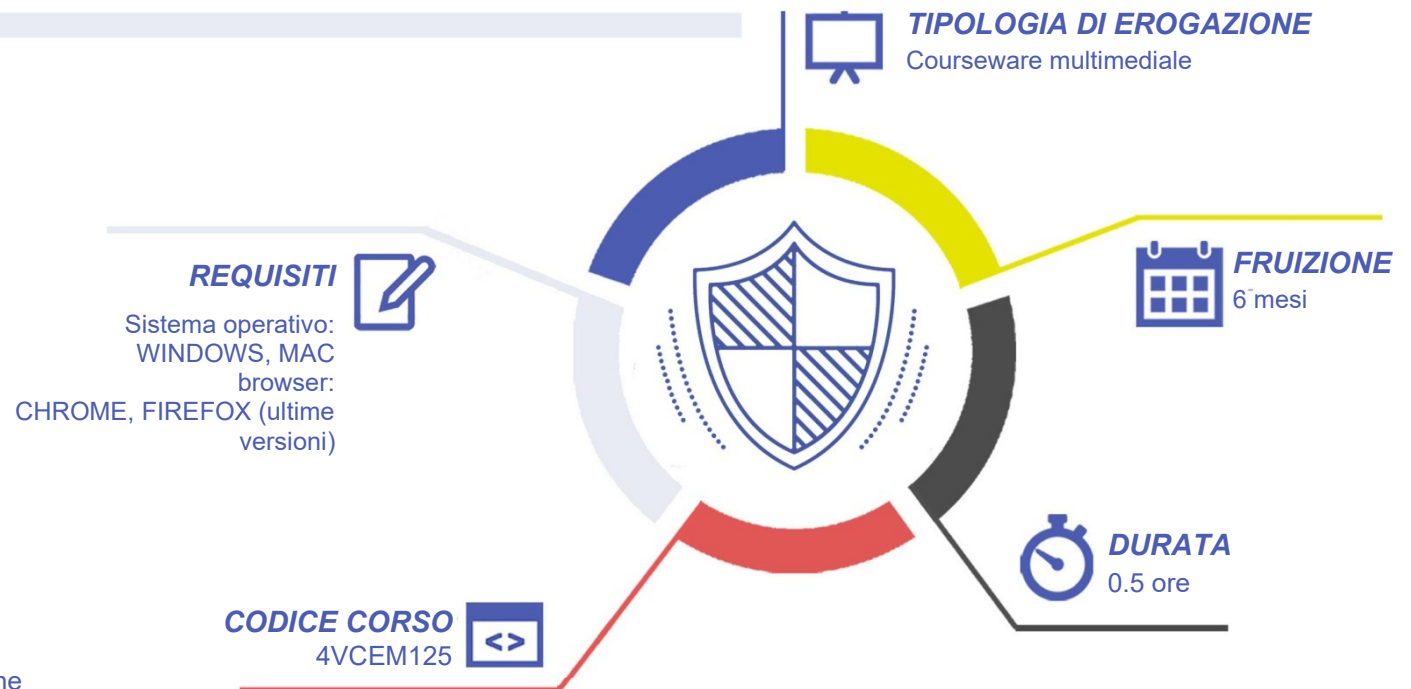 TIPOLOGIA DI EROGAZIONE
Courseware multimediale
FRUIZIONE
6 mesi
REQUISITI
Sistema operativo:
WINDOWS, MAC
browser:
CHROME, FIREFOX (ultime
versioni)
DURATA
0.5 ore
CODICE CORSO
4VCEM125
<>